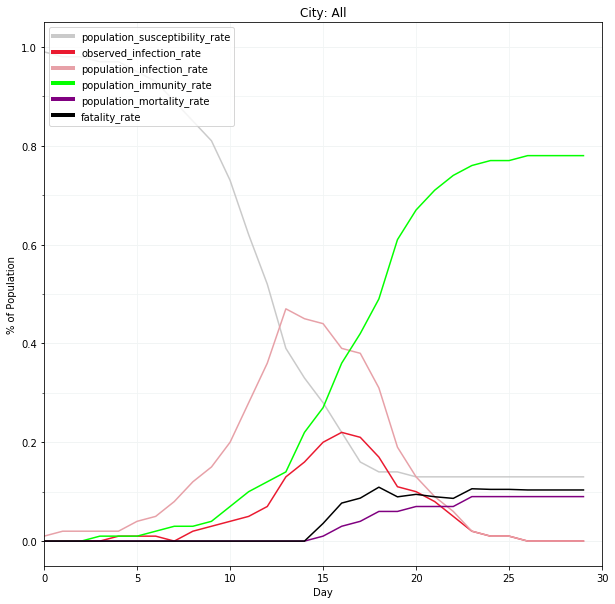 City: All
population_susceptibility_rate
observed_infection_rate
population_infection_rate
population_immunity_rate
population_mortality_rate
fatality_rate
% of Population
1.0
0.8
0.6
0.4
0.2
0.0
0 5 10 15 20 25 30
Day